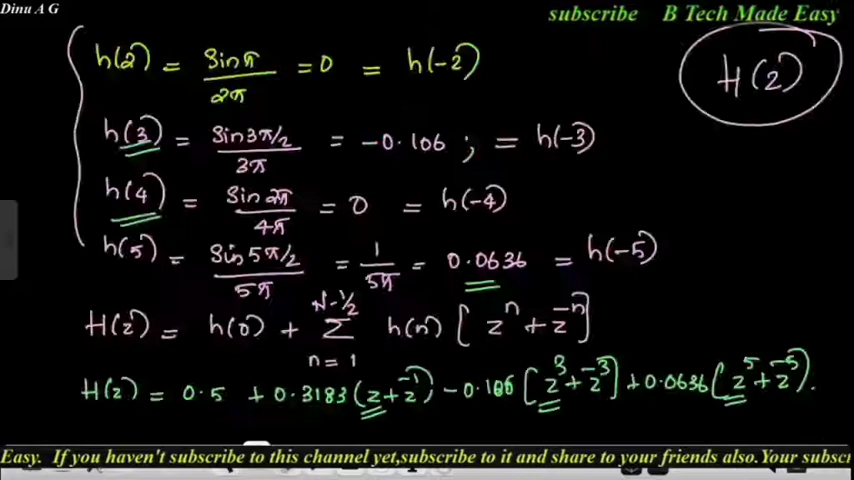 Dinu A G
subscribe B Tech Made Easy
h(2) = sinπ / 2π = 0 = h(-2)
H(z)
h(3) = sin3π/2 / 3π = -0.106 ; = h(-3)
h(4) = sin2π / 4π = 0 = h(-4)
h(5) = sin5π/2 / 5π = 1 / 5π = 0.0636 = h(-5)
H(z) = h(0) + Σ n=1 N-1/2 h(n) [z^n + z^-n]
H(z) = 0.5 + 0.3183(z+z^-1) -0.106 [z^3+z^-3] +0.0636[z^5+z^-5).
Easy. If you haven't subscribe to this channel yet,subscribe to it and share to your friends also.Your subsc